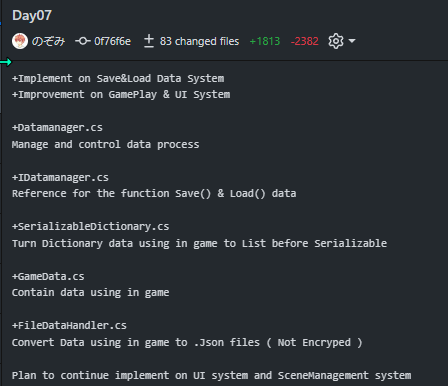 Day07
のぞみ 0f76f6e 83 changed files +1813 -2382
+Implement on Save&Load Data System
+Improvement on GamePlay & UI System
+Datamanager.cs
Manage and control data process
+IDatamanager.cs
Reference for the function Save() & Load() data
+SerializableDictionary.cs
Turn Dictionary data using in game to List before Serializable
+GameData.cs
Contain data using in game
+FileDataHandler.cs
Convert Data using in game to .Json files ( Not Encryped )
Plan to continue implement on UI system and SceneManagement system